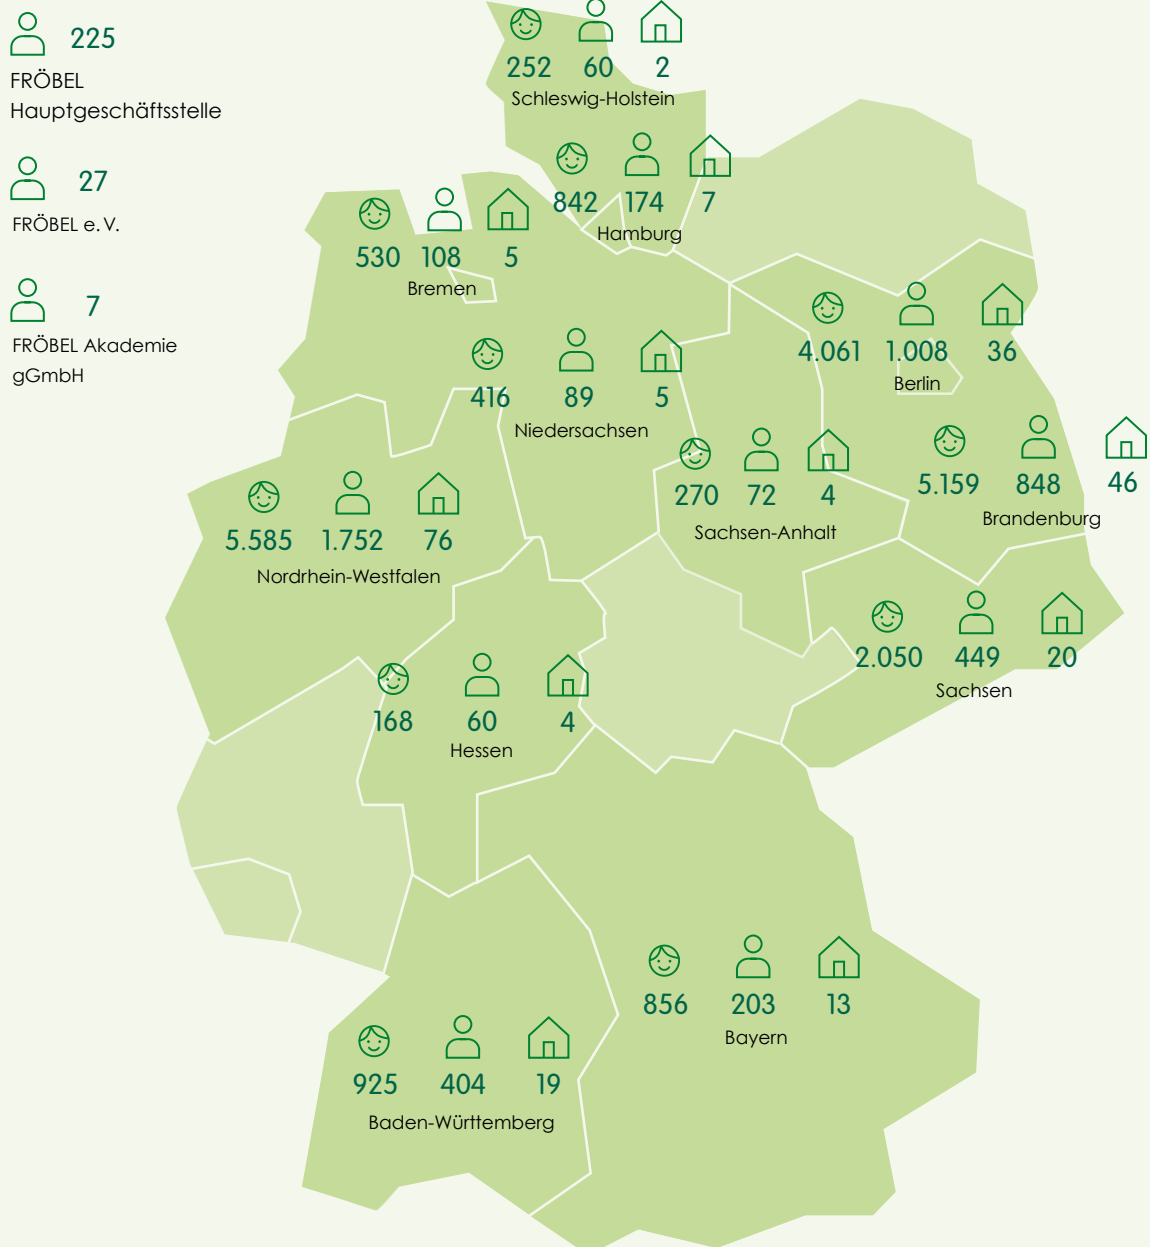 225
FRÖBEL
Hauptgeschäftsstelle
27
FRÖBEL e. V.
7
FRÖBEL Akademie
gGmbH
252 60 2
Schleswig-Holstein
842 174 7
Hamburg
530 108 5
Bremen
4.061 1.008 36
Berlin
416 89 5
Niedersachsen
270 72 4
Sachsen-Anhalt
5.159 848 46
Brandenburg
5.585 1.752 76
Nordrhein-Westfalen
2.050 449 20
Sachsen
168 60 4
Hessen
856 203 13
Bayern
925 404 19
Baden-Württemberg